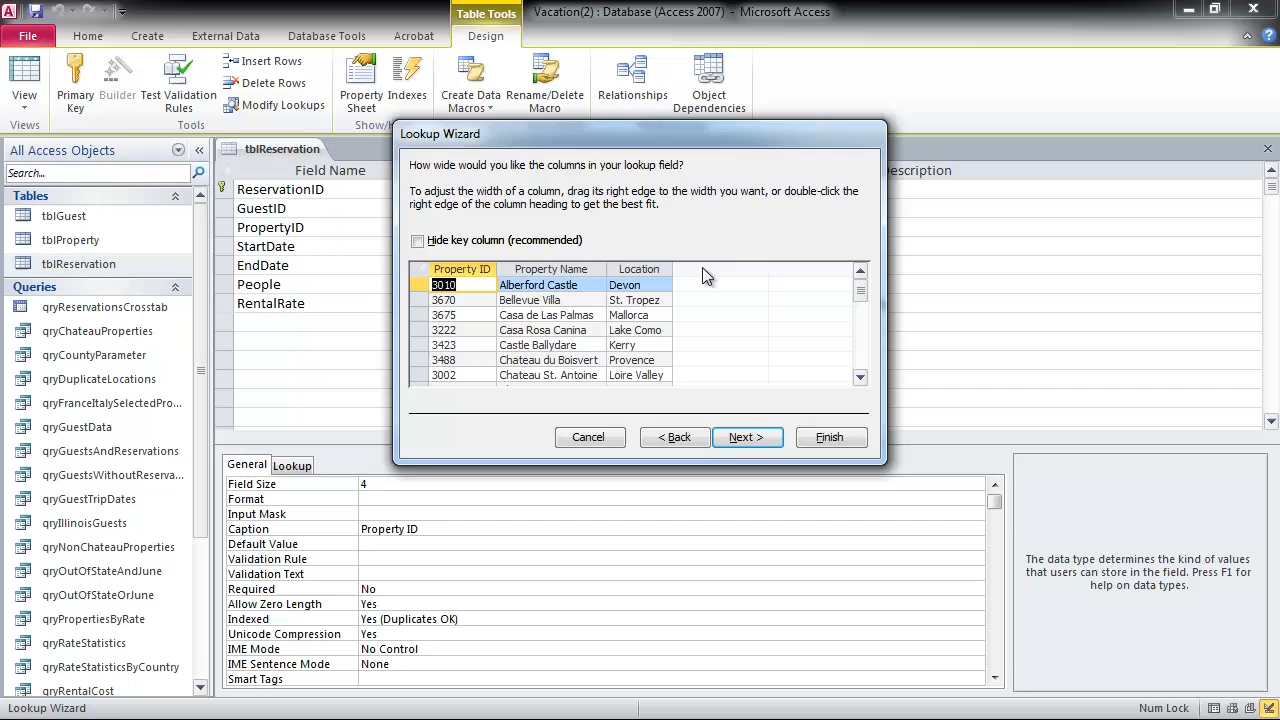 Table Tools
Vacation(2) : Database (Access 2007) - Microsoft Access
File
Home
Create
External Data
Database Tools
Acrobat
Design
View
Primary Key
Builder
Test Validation Rules
Insert Rows
Delete Rows
Modify Lookups
Property Sheet
Indexes
Create Data Macros
Rename/Delete Macro
Relationships
Object Dependencies
Views
Tools
Show/H
All Access Objects
Search...
Tables
tblGuest
tblProperty
tblReservation
Queries
qryReservationsCrosstab
qryChateauProperties
qryCountyParameter
qryDuplicateLocations
qryFranceItalySelectedPro...
qryGuestData
qryGuestsAndReservations
qryGuestsWithoutReserva...
qryGuestTripDates
qryIllinoisGuests
qryNonChateauProperties
qryOutOfStateAndJune
qryOutOfStateOrJune
qryPropertiesByRate
qryRateStatistics
qryRateStatisticsByCountry
qryRentalCost
tblReservation
Field Name
escription
ReservationID
GuestID
PropertyID
StartDate
EndDate
People
RentalRate
Lookup Wizard
How wide would you like the columns in your lookup field?
To adjust the width of a column, drag its right edge to the width you want, or double-click the
right edge of the column heading to get the best fit.
Hide key column (recommended)
Property ID Property Name Location
3010 Alberford Castle Devon
3670 Bellevue Villa St. Tropez
3675 Casa de Las Palmas Mallorca
3222 Casa Rosa Canina Lake Como
3423 Castle Ballydare Kerry
3488 Chateau du Boisvert Provence
3002 Chateau St. Antoine Loire Valley
Cancel
< Back
Next >
Finish
General
Lookup
Field Size 4
Format
Input Mask
Caption Property ID
Default Value
Validation Rule
Validation Text
Required No
Allow Zero Length Yes
Indexed Yes (Duplicates OK)
Unicode Compression Yes
IME Mode No Control
IME Sentence Mode None
Smart Tags
The data type determines the kind of values
that users can store in the field. Press F1 for
help on data types.
Lookup Wizard
Num Lock